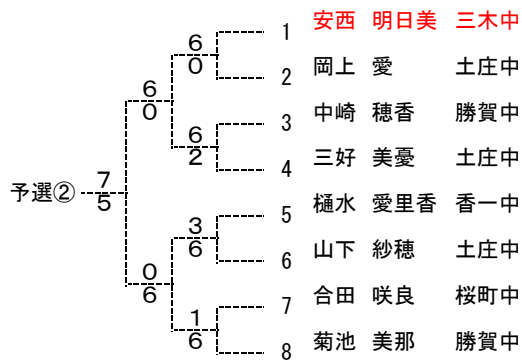 6
0
1 安西 明日美 三木中
2 岡上 愛 土庄中
6
0
3 中崎 穂香 勝賀中
6
2
4 三好 美憂 土庄中
予選② 7
5
5 樋水 愛里香 香一中
3
6
6 山下 紗穂 土庄中
0
6
7 合田 咲良 桜町中
1
6
8 菊池 美那 勝賀中